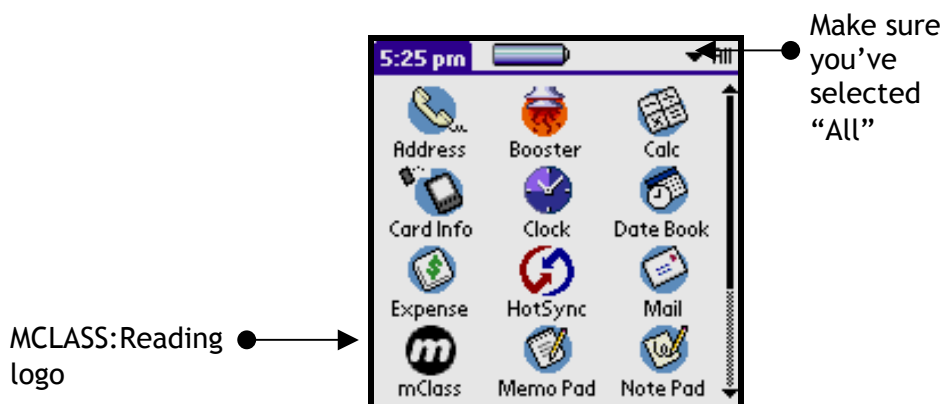 Make sure
you’ve
selected
“All”
5:25 pm All
Address Booster Calc
Card Info Clock Date Book
Expense HotSync Mail
MCLASS:Reading
logo
m
mClass Memo Pad Note Pad